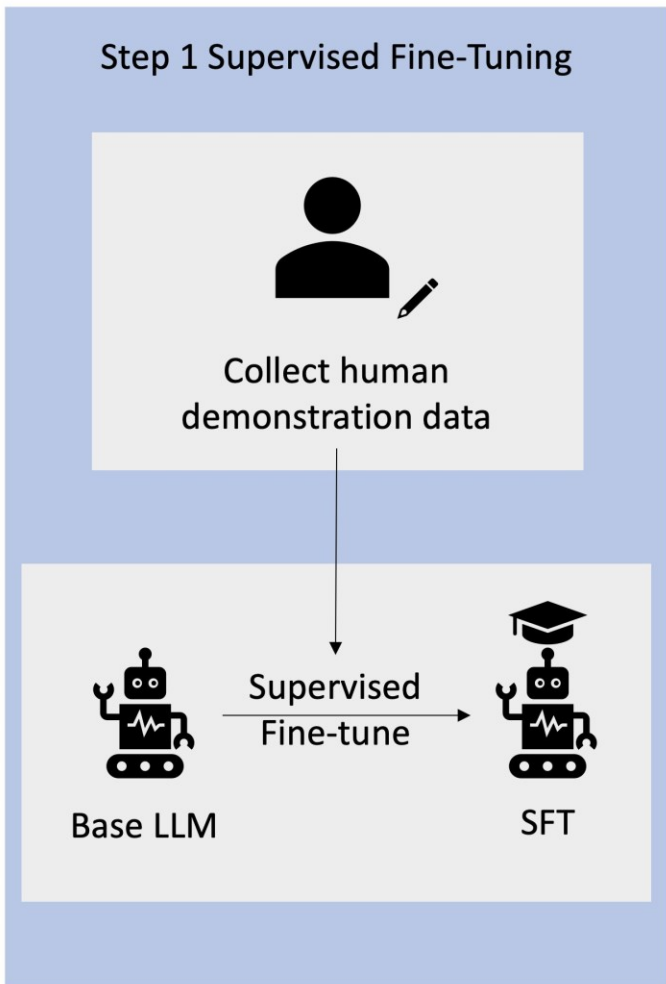 Step 1 Supervised Fine-Tuning
Collect human
demonstration data
Supervised
Fine-tune
Base LLM
SFT